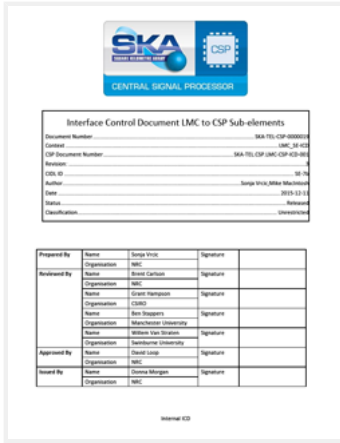 SKA
SQUARE KILOMETRE ARRAY
CSP
CENTRAL SIGNAL PROCESSOR
Interface Control Document LMC to CSP Sub-elements
Document Number SKA-TEL-CSP-0000019
Context LMC_SE-ICD
CSP Document Number SKA-TEL CSP LMC-CSP-ICD-001
Revision: 3
CIDL ID SE-7b
Author Sonja Vrcic, Mike MacIntosh
Date 2015-12-11
Status Released
Classification Unrestricted
Prepared By Name Sonja Vrcic Signature
Organisation NRC
Reviewed By Name Brent Carlson Signature
Organisation NRC
Name Grant Hampson Signature
Organisation CSIRO
Name Ben Stappers Signature
Organisation Manchester University
Name Willem Van Straten Signature
Organisation Swinburne University
Approved By Name David Loop Signature
Organisation NRC
Issued By Name Donna Morgan Signature
Organisation NRC
Internal ICD